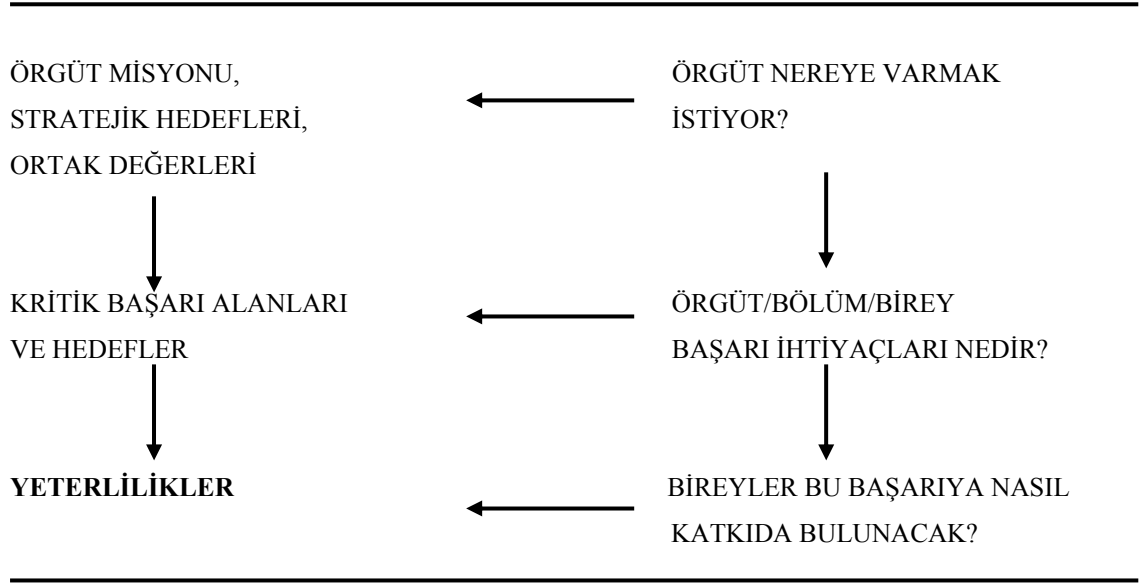 ÖRGÜT MİSYONU,
STRATEJİK HEDEFLERİ,
ORTAK DEĞERLERİ
ÖRGÜT NEREYE VARMAK
İSTİYOR?
KRİTİK BAŞARI ALANLARI
VE HEDEFLER
ÖRGÜT/BÖLÜM/BİREY
BAŞARI İHTİYAÇLARI NEDİR?
YETERLİLİKLER
BİREYLER BU BAŞARIYA NASIL
KATKIDA BULUNACAK?